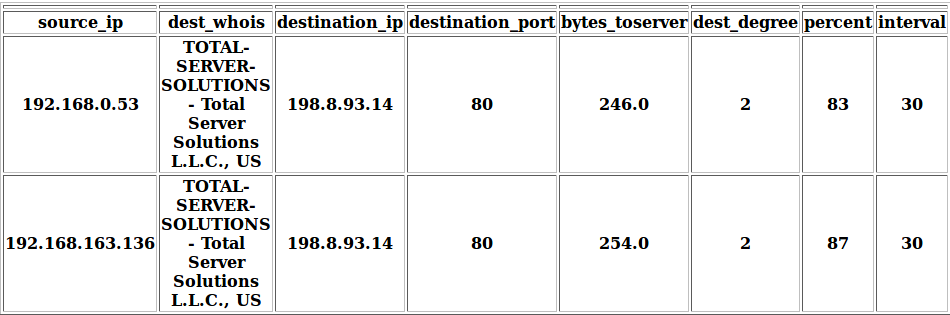 source_ip dest_whois destination_ip destination_port bytes_toserver dest_degree percent interval
TOTAL-
SERVER-
SOLUTIONS
192.168.0.53 - Total 198.8.93.14 80 246.0 2 83 30
Server
Solutions
L.L.C., US
TOTAL-
SERVER-
SOLUTIONS
192.168.163.136 - Total 198.8.93.14 80 254.0 2 87 30
Server
Solutions
L.L.C., US